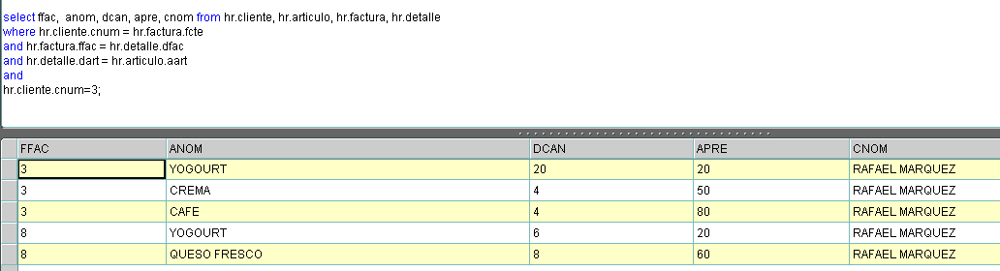 select ffac, anom, dcan, apre, cnom from hr.cliente, hr.articulo, hr.factura, hr.detalle
where hr.cliente.cnum = hr.factura.fcte
and hr.factura.ffac = hr.detalle.dfac
and hr.detalle.dart = hr.articulo.aart
and
hr.cliente.cnum=3;
FFAC ANOM DCAN APRE CNOM
3 YOGOURT 20 20 RAFAEL MARQUEZ
3 CREMA 4 50 RAFAEL MARQUEZ
3 CAFE 4 80 RAFAEL MARQUEZ
8 YOGOURT 6 20 RAFAEL MARQUEZ
8 QUESO FRESCO 8 60 RAFAEL MARQUEZ